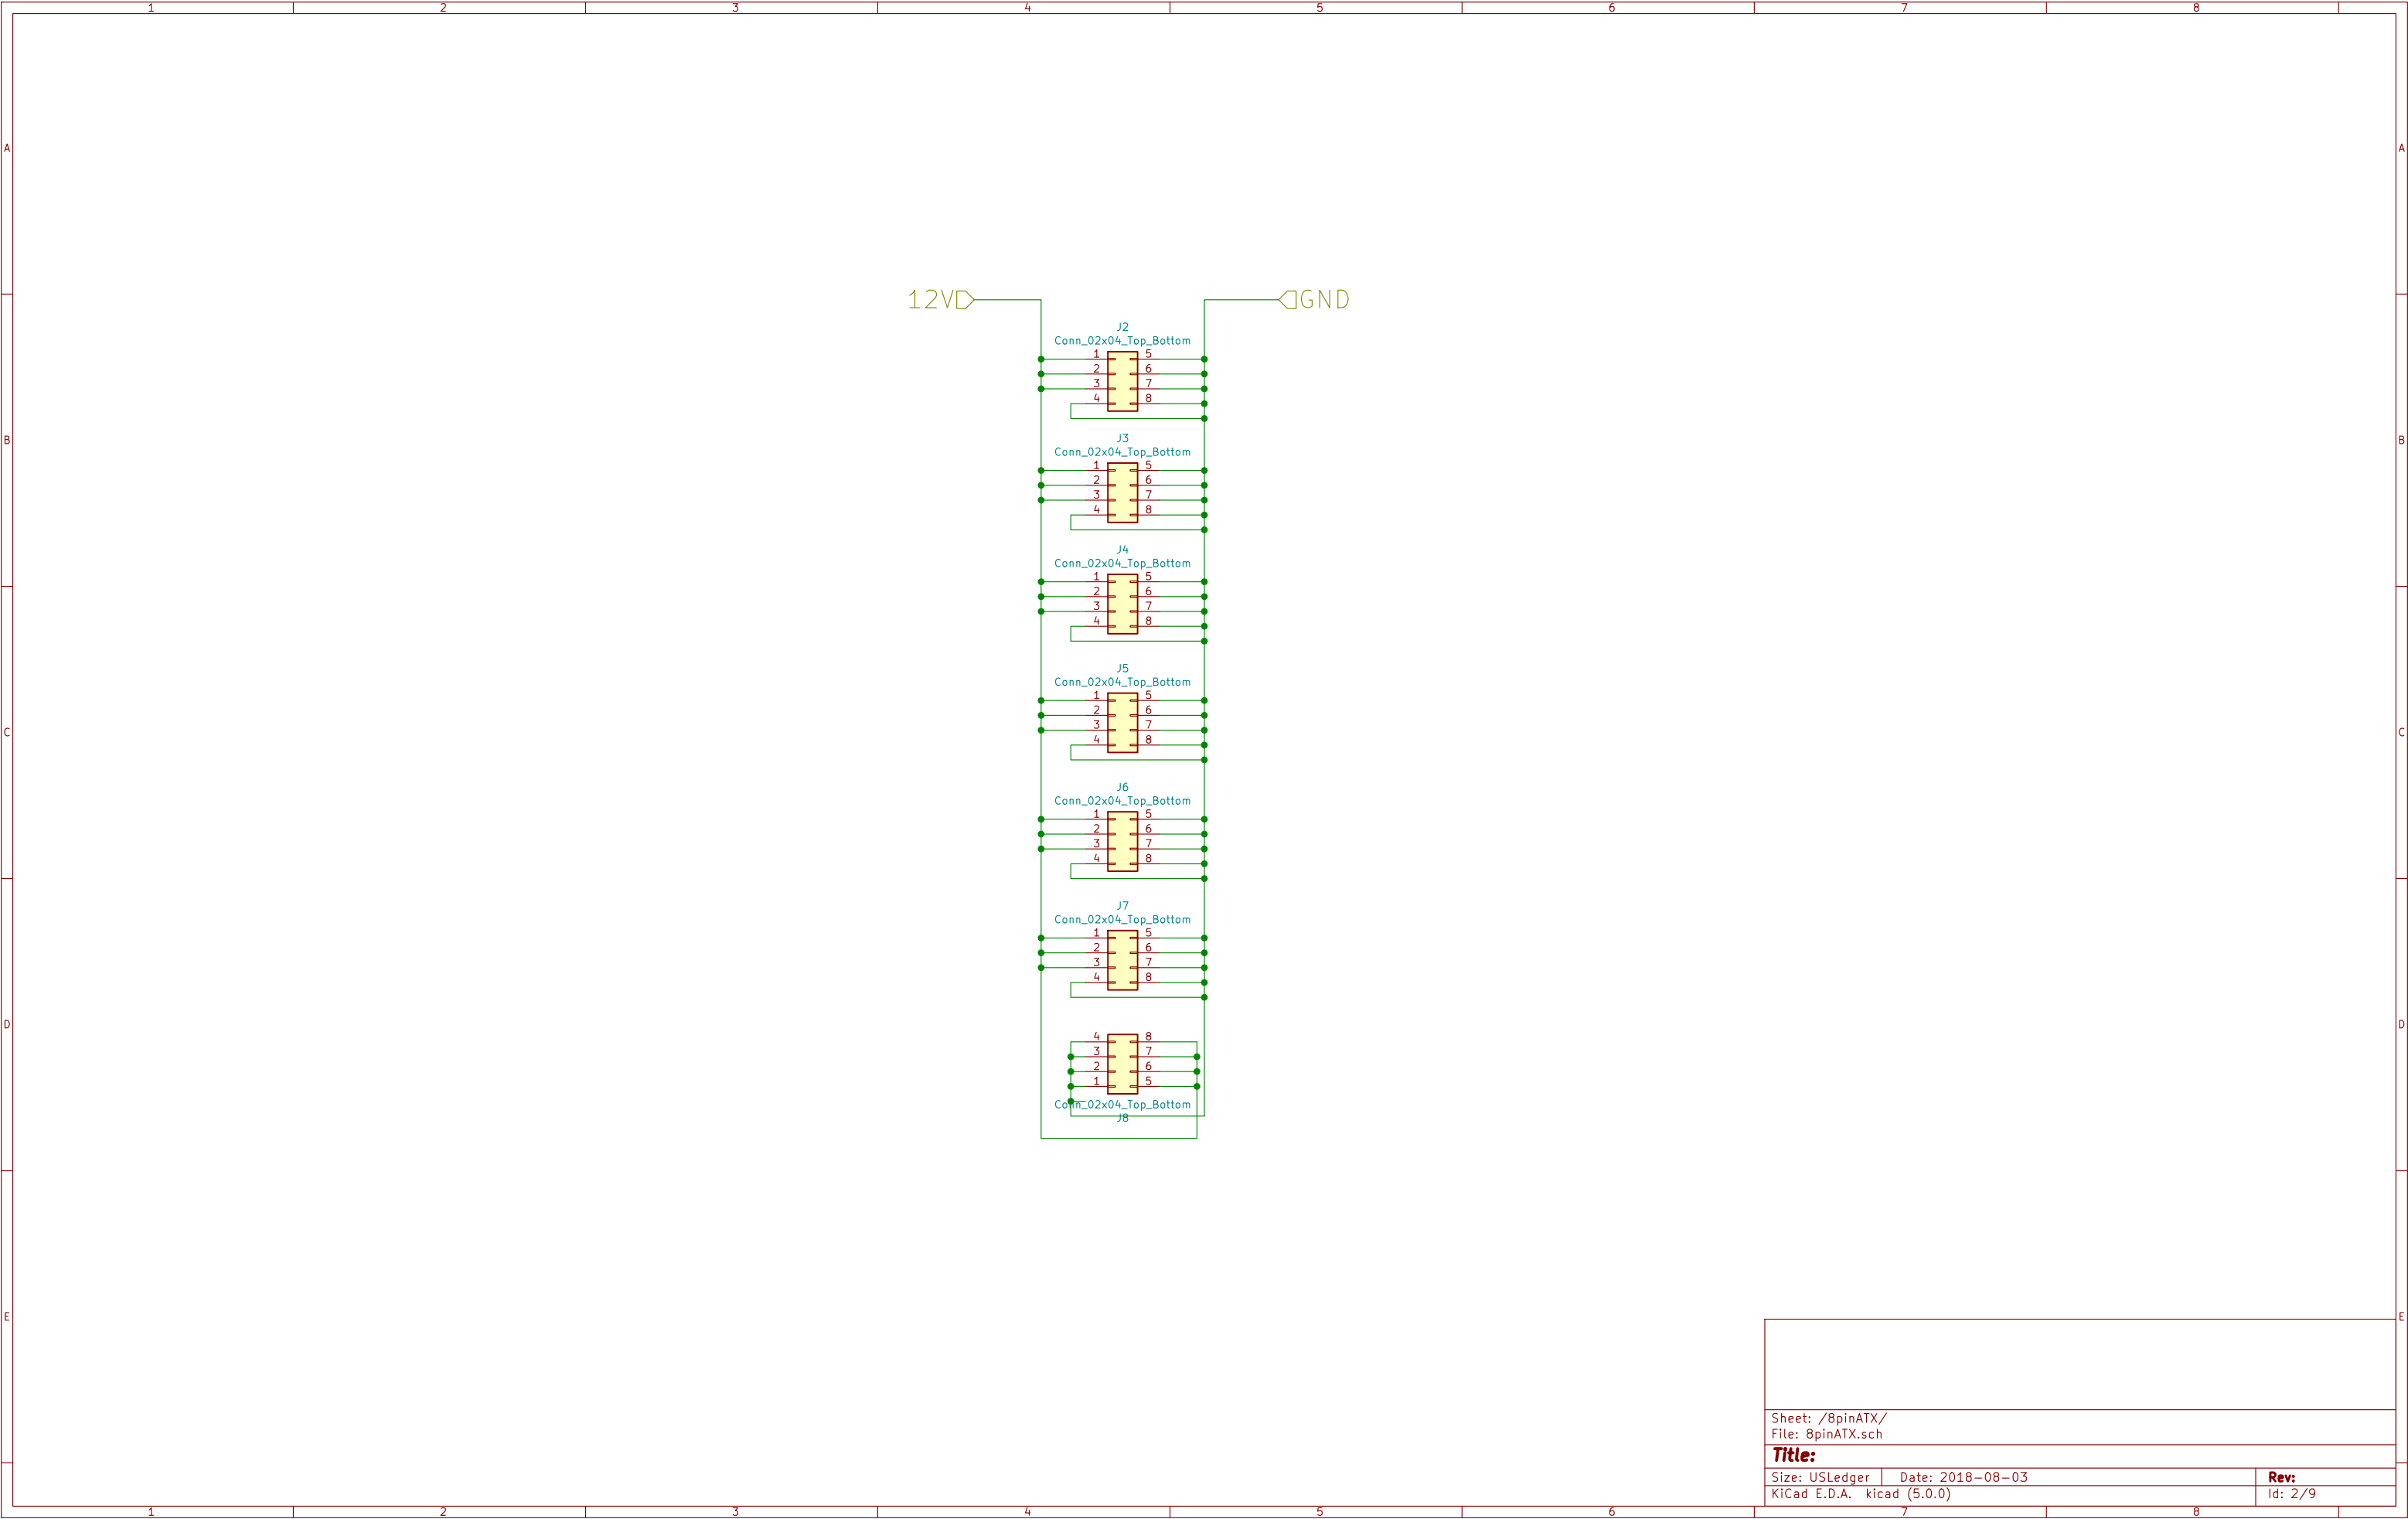 1 2 3 4 5 6 7 8
A A
12V GND
J2
Conn_02x04_Top_Bottom
1 5
2 6
3 7
4 8
B B
J3
Conn_02x04_Top_Bottom
1 5
2 6
3 7
4 8
J4
Conn_02x04_Top_Bottom
1 5
2 6
3 7
4 8
J5
Conn_02x04_Top_Bottom
1 5
2 6
C C
3 7
4 8
J6
Conn_02x04_Top_Bottom
1 5
2 6
3 7
4 8
J7
Conn_02x04_Top_Bottom
1 5
2 6
3 7
4 8
D D
4 8
3 7
2 6
1 5
Conn_02x04_Top_Bottom
J8
E E
Sheet: /8pinATX/
File: 8pinATX.sch
Title:
Size: USLedger Date: 2018-08-03 Rev:
KiCad E.D.A. kicad (5.0.0) Id: 2/9
1 2 3 4 5 6 7 8